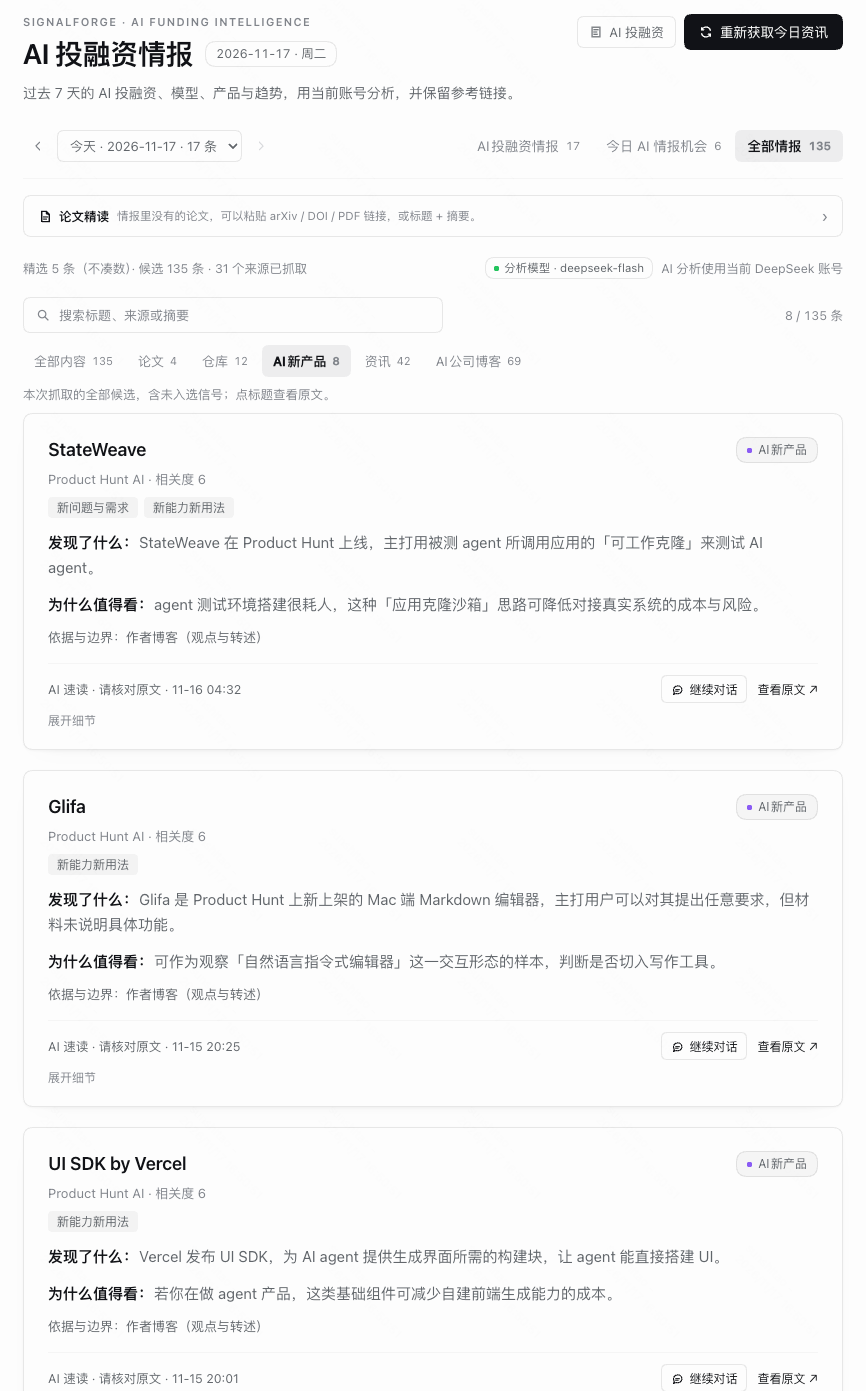 SIGNALFORGE · AI FUNDING INTELLIGENCE
AI 投融资情报 2026-11-17 · 周二
AI 投融资 重新获取今日资讯
过去 7 天的 AI 投融资、模型、产品与趋势，用当前账号分析，并保留参考链接。
今天 · 2026-11-17 · 17 条
AI投融资情报 17 今日 AI 情报机会 6 全部情报 135
论文精读 情报里没有的论文，可以粘贴 arXiv / DOI / PDF 链接，或标题 + 摘要。
精选 5 条（不凑数）· 候选 135 条 · 31 个来源已抓取
分析模型 · deepseek-flash AI 分析使用当前 DeepSeek 账号
搜索标题、来源或摘要
8 / 135 条
全部内容 135 论文 4 仓库 12 AI新产品 8 资讯 42 AI公司博客 69
本次抓取的全部候选，含未入选信号；点标题查看原文。
StateWeave
AI新产品
Product Hunt AI · 相关度 6
新问题与需求 新能力新用法
发现了什么： StateWeave 在 Product Hunt 上线，主打用被测 agent 所调用应用的「可工作克隆」来测试 AI
agent。
为什么值得看： agent 测试环境搭建很耗人，这种「应用克隆沙箱」思路可降低对接真实系统的成本与风险。
依据与边界：作者博客（观点与转述）
AI 速读 · 请核对原文 · 11-16 04:32
继续对话 查看原文 ↗
展开细节
Glifa
AI新产品
Product Hunt AI · 相关度 6
新能力新用法
发现了什么： Glifa 是 Product Hunt 上新上架的 Mac 端 Markdown 编辑器，主打用户可以对其提出任意要求，但材
料未说明具体功能。
为什么值得看： 可作为观察「自然语言指令式编辑器」这一交互形态的样本，判断是否切入写作工具。
依据与边界：作者博客（观点与转述）
AI 速读 · 请核对原文 · 11-15 20:25
继续对话 查看原文 ↗
展开细节
UI SDK by Vercel
AI新产品
Product Hunt AI · 相关度 6
新能力新用法
发现了什么： Vercel 发布 UI SDK，为 AI agent 提供生成界面所需的构建块，让 agent 能直接搭建 UI。
为什么值得看： 若你在做 agent 产品，这类基础组件可减少自建前端生成能力的成本。
依据与边界：作者博客（观点与转述）
AI 速读 · 请核对原文 · 11-15 20:01
继续对话 查看原文 ↗